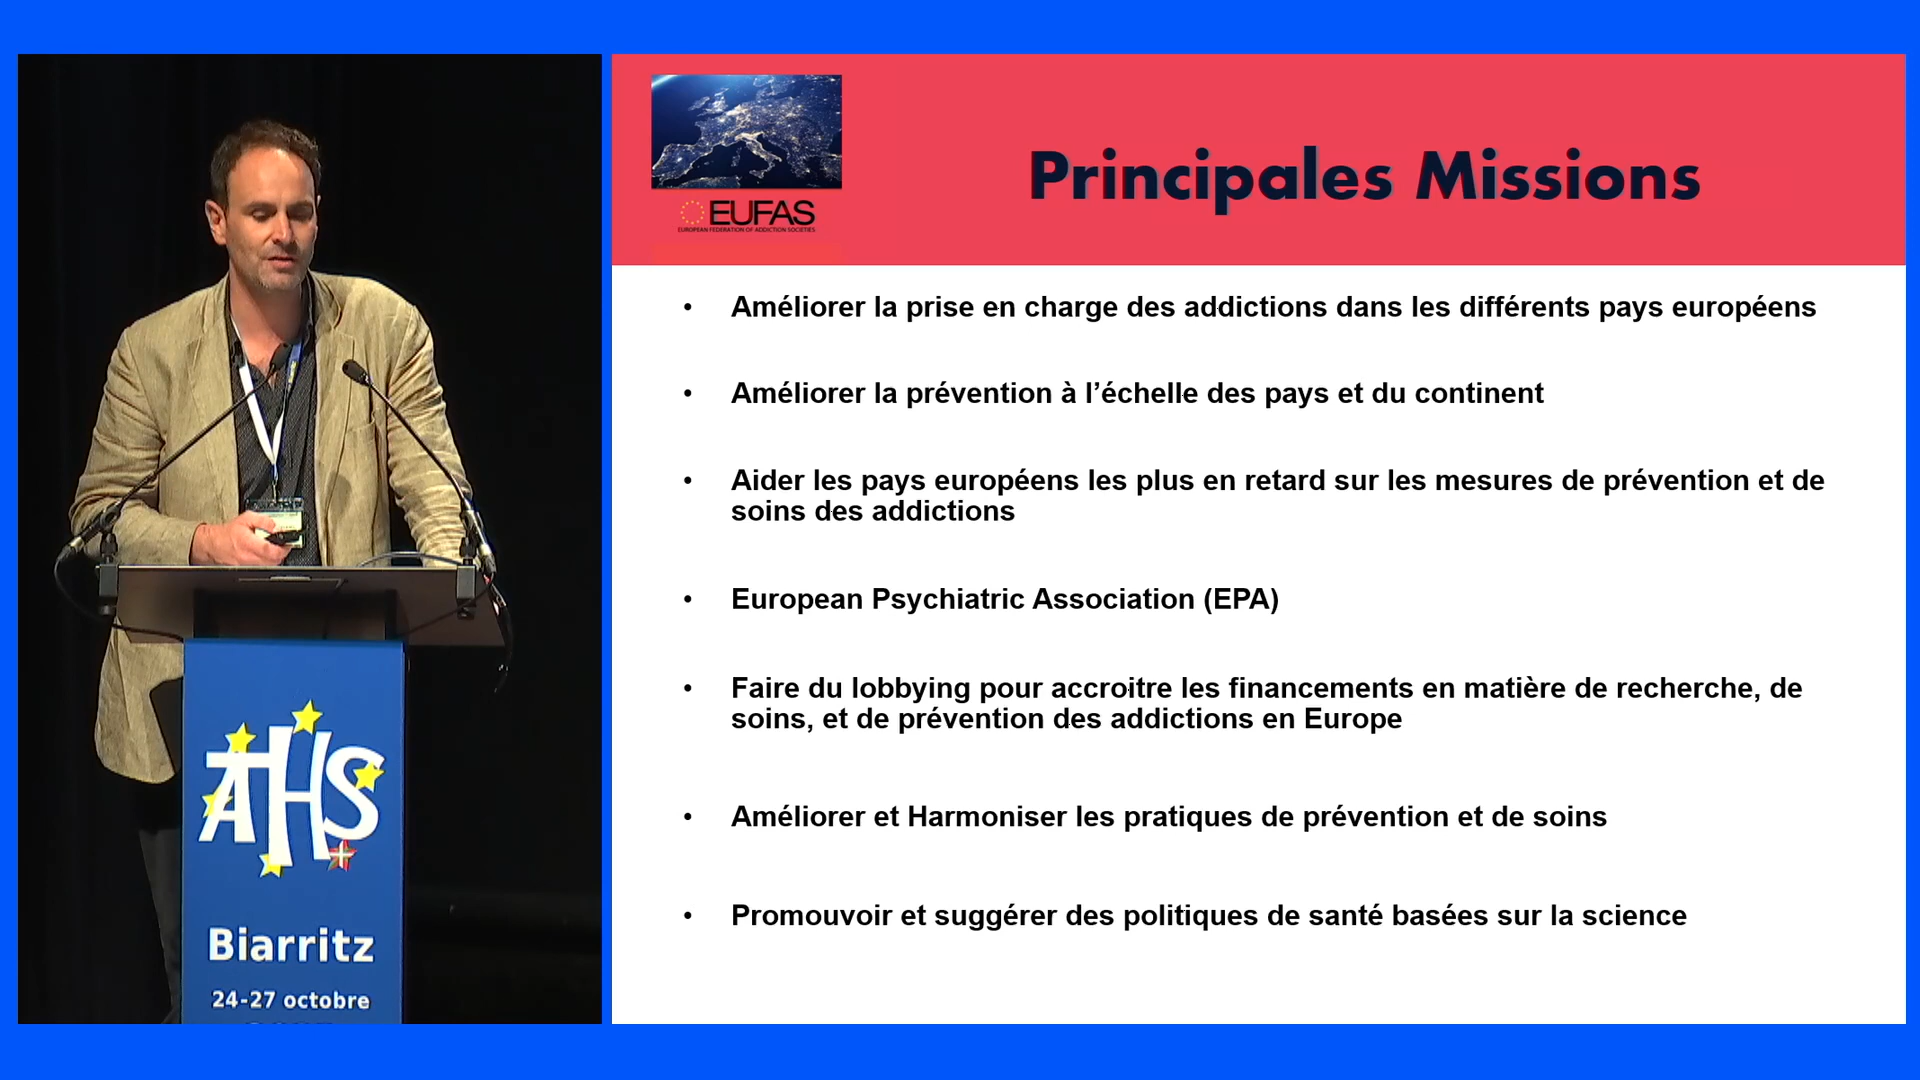 EUFAS
EUROPEAN FEDERATION OF ADDICTION SOCIETIES
Principales Missions
• Améliorer la prise en charge des addictions dans les différents pays européens
• Améliorer la prévention à l’échelle des pays et du continent
• Aider les pays européens les plus en retard sur les mesures de prévention et de
soins des addictions
• European Psychiatric Association (EPA)
• Faire du lobbying pour accroitre les financements en matière de recherche, de
soins, et de prévention des addictions en Europe
• Améliorer et Harmoniser les pratiques de prévention et de soins
• Promouvoir et suggérer des politiques de santé basées sur la science
AHS
Biarritz
24-27 octobre